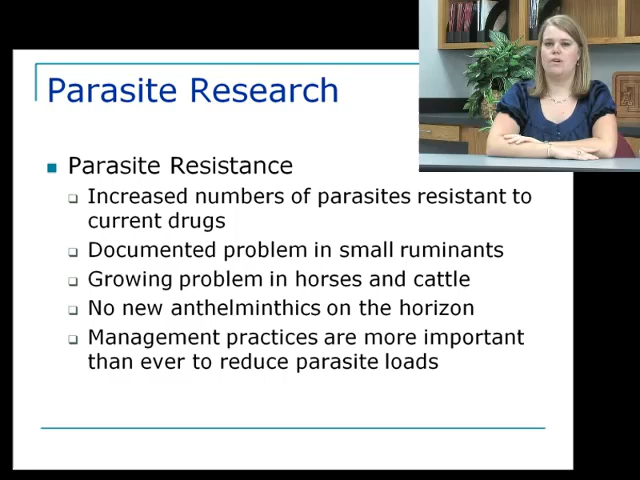 Parasite Research
Parasite Resistance
Increased numbers of parasites resistant to
current drugs
Documented problem in small ruminants
Growing problem in horses and cattle
No new anthelminthics on the horizon
Management practices are more important
than ever to reduce parasite loads